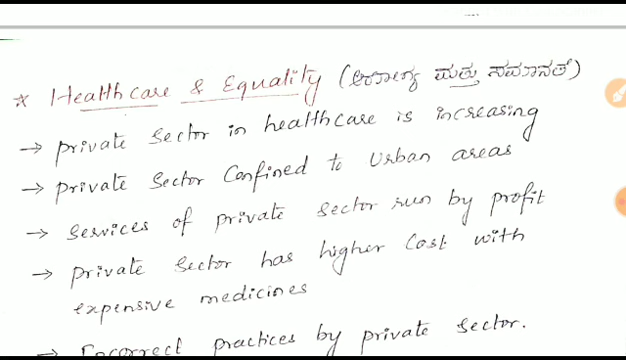 * Healthcare & Equality (ಆರೋಗ್ಯ ಮತ್ತು ಸಮಾನತೆ)
→ private sector in healthcare is increasing
→ private sector confined to urban areas
→ services of private sector run by profit
→ private sector has higher cost with
expensive medicines
→ Incorrect practices by private sector.